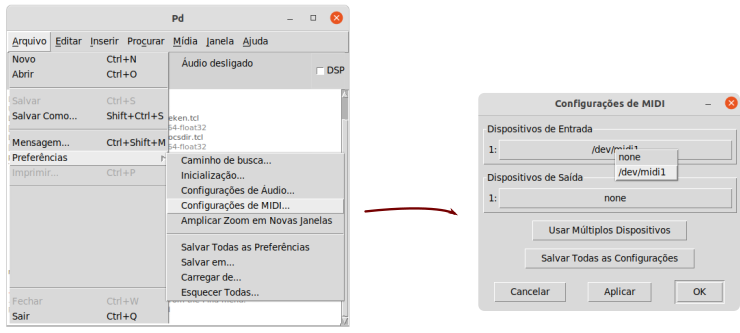 Pd
Arquivo Editar Inserir Procurar Mídia Janela Ajuda
Novo Ctrl+N
Abrir Ctrl+O
Áudio desligado
DSP
Salvar Ctrl+S
Salvar Como... Shift+Ctrl+S
eken.tcl
64-float32
ocsdir.tcl
64-float32
Mensagem... Ctrl+Shift+M
Preferências
Imprimir... Ctrl+P
Caminho de busca...
Inicialização...
Configurações de Áudio...
Configurações de MIDI...
Amplicar Zoom em Novas Janelas
Salvar Todas as Preferências
Salvar em...
Carregar de...
Esquecer Todas...
Fechar Ctrl+W
Sair Ctrl+Q
Configurações de MIDI
Dispositivos de Entrada
1: /dev/midi1
none
/dev/midi1
Dispositivos de Saída
1: none
Usar Múltiplos Dispositivos
Salvar Todas as Configurações
Cancelar Aplicar OK